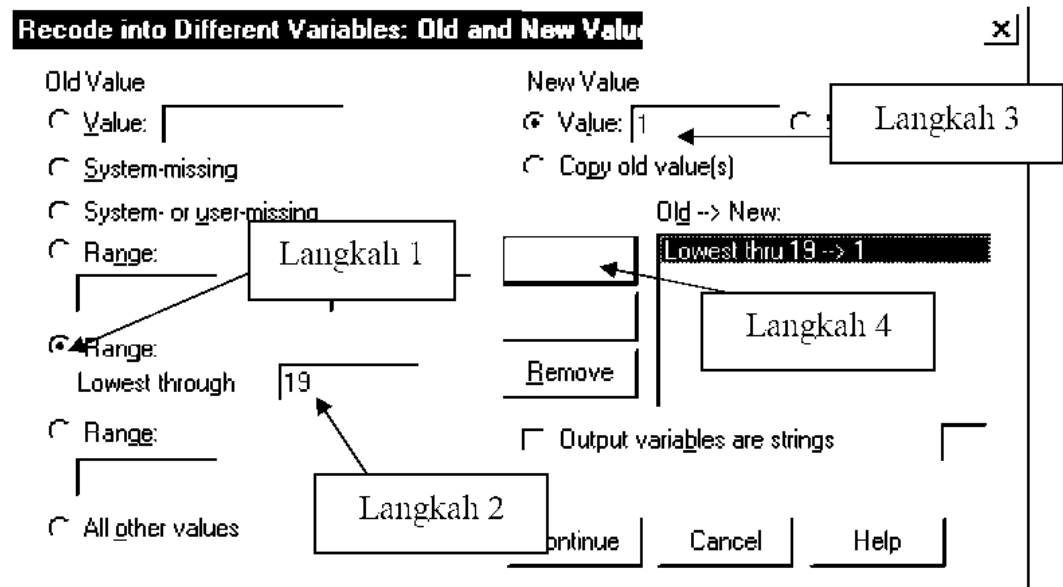 Recode into Different Variables: Old and New
Old Value
Value:
System-missing
System- or user-missing
Range:
Langkah 1
Range:
Lowest through 19
Range:
Langkah 2
All other values
New Value
Value: 1
Langkah 3
Copy old value(s)
Old --> New:
Lowest thru 19 --> 1
Langkah 4
Remove
Output variables are strings
Cancel
Help